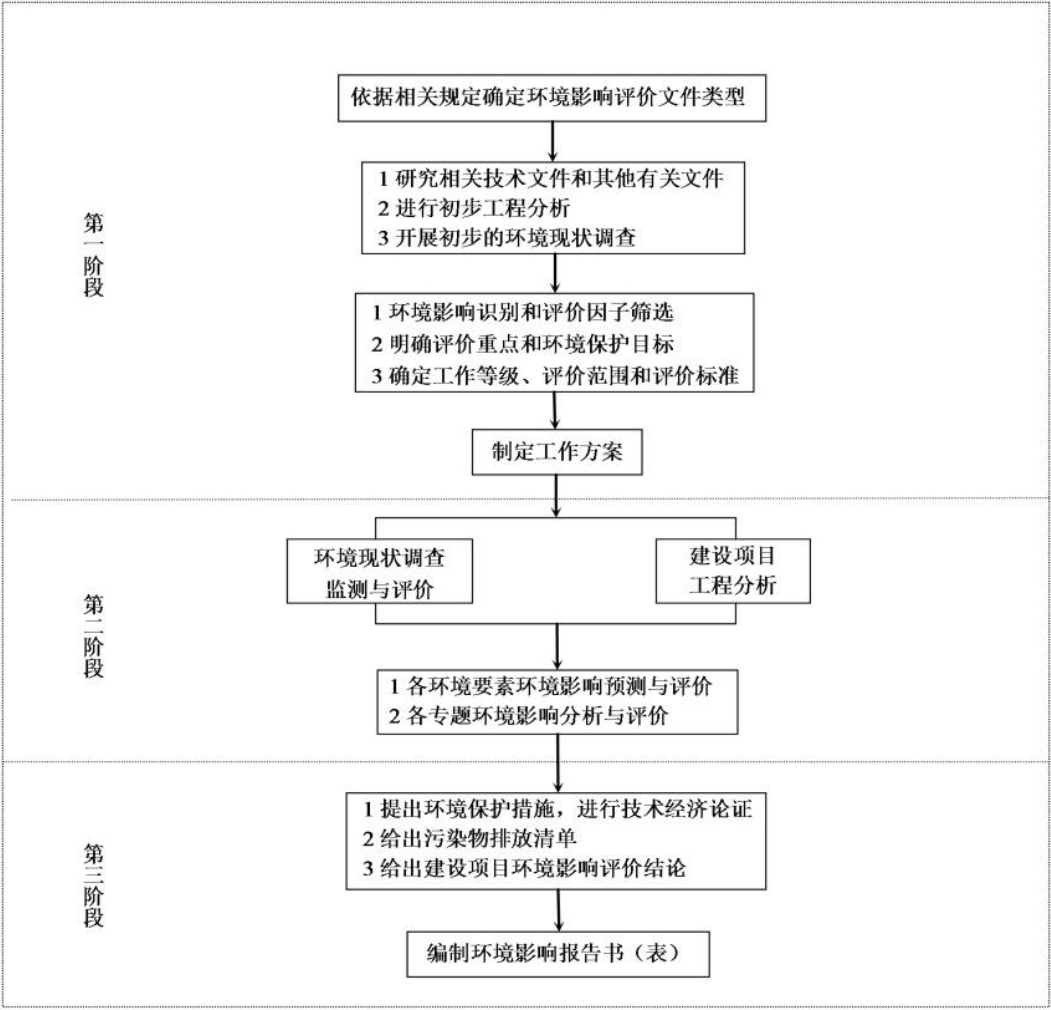 依据相关规定确定环境影响评价文件类型
1 研究相关技术文件和其他有关文件
2 进行初步工程分析
3 开展初步的环境现状调查
第一阶段
1 环境影响识别和评价因子筛选
2 明确评价重点和环境保护目标
3 确定工作等级、评价范围和评价标准
制定工作方案
环境现状调查
监测与评价
建设项目
工程分析
第二阶段
1 各环境要素环境影响预测与评价
2 各专题环境影响分析与评价
1 提出环境保护措施，进行技术经济论证
2 给出污染物排放清单
3 给出建设项目环境影响评价结论
第三阶段
编制环境影响报告书（表）